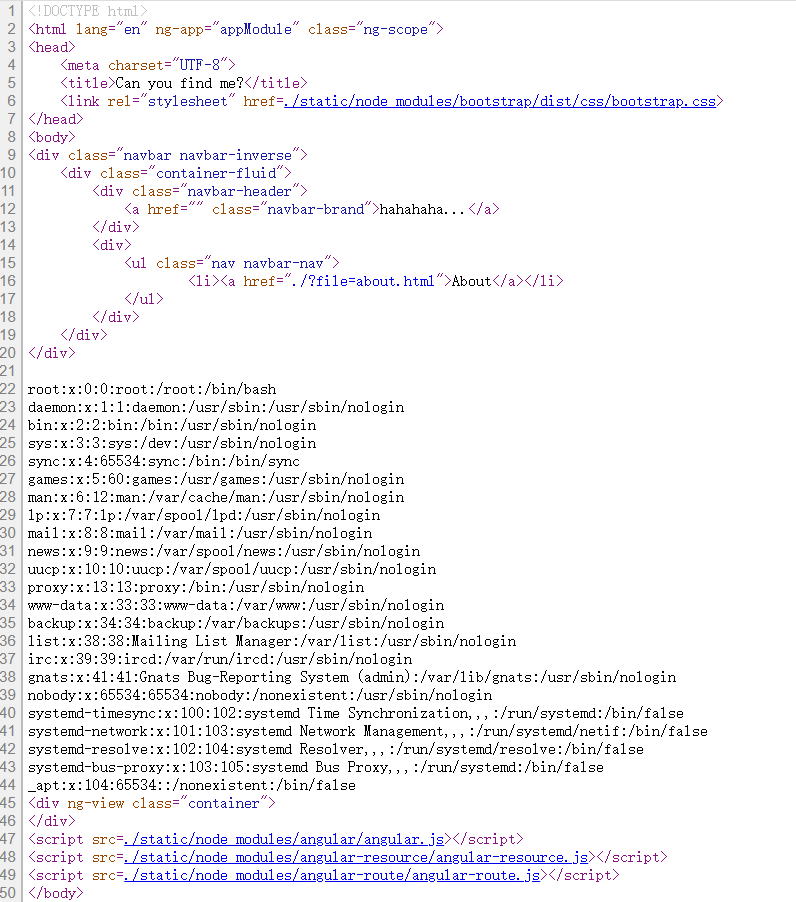 1 <!DOCTYPE html>
2 <html lang="en" ng-app="appModule" class="ng-scope">
3 <head>
4     <meta charset="UTF-8">
5     <title>Can you find me?</title>
6     <link rel="stylesheet" href=./static/node_modules/bootstrap/dist/css/bootstrap.css>
7 </head>
8 <body>
9 <div class="navbar navbar-inverse">
10     <div class="container-fluid">
11         <div class="navbar-header">
12             <a href="" class="navbar-brand">hahahaha...</a>
13         </div>
14         <div>
15             <ul class="nav navbar-nav">
16                     <li><a href="./?file=about.html">About</a></li>
17             </ul>
18         </div>
19     </div>
20 </div>
21
22 root:x:0:0:root:/root:/bin/bash
23 daemon:x:1:1:daemon:/usr/sbin:/usr/sbin/nologin
24 bin:x:2:2:bin:/bin:/usr/sbin/nologin
25 sys:x:3:3:sys:/dev:/usr/sbin/nologin
26 sync:x:4:65534:sync:/bin:/bin/sync
27 games:x:5:60:games:/usr/games:/usr/sbin/nologin
28 man:x:6:12:man:/var/cache/man:/usr/sbin/nologin
29 lp:x:7:7:lp:/var/spool/lpd:/usr/sbin/nologin
30 mail:x:8:8:mail:/var/mail:/usr/sbin/nologin
31 news:x:9:9:news:/var/spool/news:/usr/sbin/nologin
32 uucp:x:10:10:uucp:/var/spool/uucp:/usr/sbin/nologin
33 proxy:x:13:13:proxy:/bin:/usr/sbin/nologin
34 www-data:x:33:33:www-data:/var/www:/usr/sbin/nologin
35 backup:x:34:34:backup:/var/backups:/usr/sbin/nologin
36 list:x:38:38:Mailing List Manager:/var/list:/usr/sbin/nologin
37 irc:x:39:39:ircd:/var/run/ircd:/usr/sbin/nologin
38 gnats:x:41:41:Gnats Bug-Reporting System (admin):/var/lib/gnats:/usr/sbin/nologin
39 nobody:x:65534:65534:nobody:/nonexistent:/usr/sbin/nologin
40 systemd-timesync:x:100:102:systemd Time Synchronization,,,:/run/systemd:/bin/false
41 systemd-network:x:101:103:systemd Network Management,,,:/run/systemd/netif:/bin/false
42 systemd-resolve:x:102:104:systemd Resolver,,,:/run/systemd/resolve:/bin/false
43 systemd-bus-proxy:x:103:105:systemd Bus Proxy,,,:/run/systemd:/bin/false
44 _apt:x:104:65534::/nonexistent:/bin/false
45 <div ng-view class="container">
46 </div>
47 <script src=./static/node_modules/angular/angular.js></script>
48 <script src=./static/node_modules/angular-resource/angular-resource.js></script>
49 <script src=./static/node_modules/angular-route/angular-route.js></script>
50 </body>